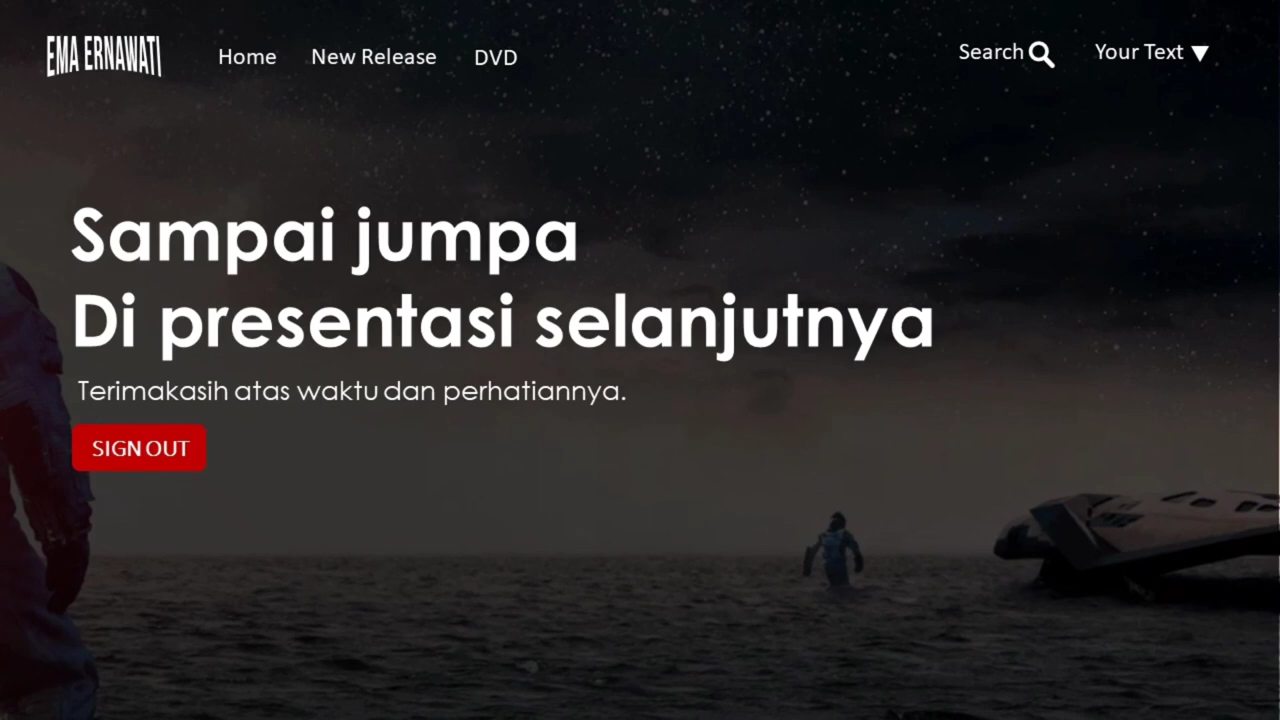 EMA ERNAWATI
Home New Release DVD Search Your Text
Sampai jumpa
Di presentasi selanjutnya
Terimakasih atas waktu dan perhatiannya.
SIGN OUT